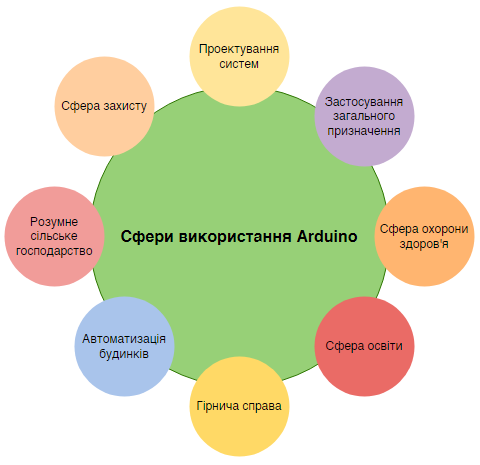 Проектування
систем
Сфера захисту
Застосування
загального
призначення
Розумне
сільське
господарство
Сфери використання Arduino
Сфера охорони
здоров'я
Автоматизація
будинків
Сфера освіти
Гірнича справа